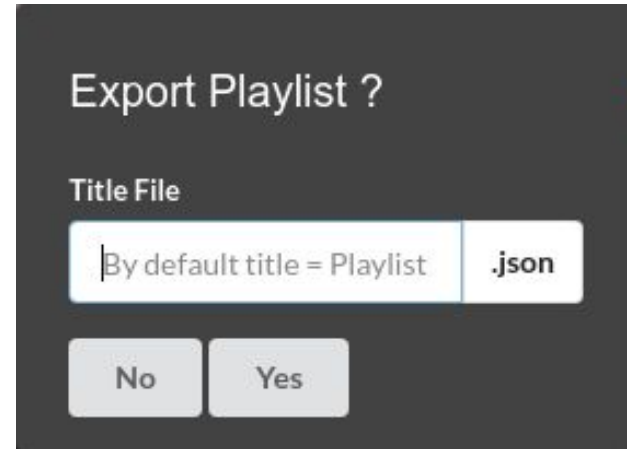 Export Playlist ?
Title File
By default title = Playlist .json
No Yes